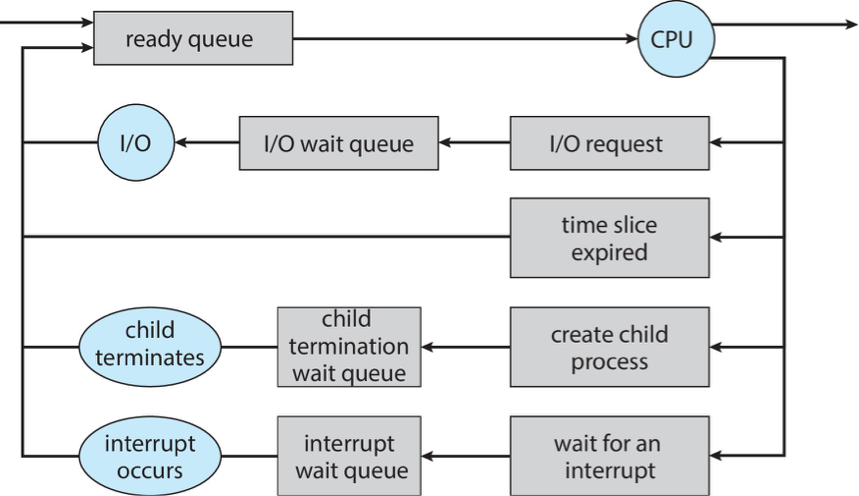 ready queue
CPU
I/O
I/O wait queue
I/O request
time slice
expired
child
terminates
child
termination
wait queue
create child
process
interrupt
occurs
interrupt
wait queue
wait for an
interrupt